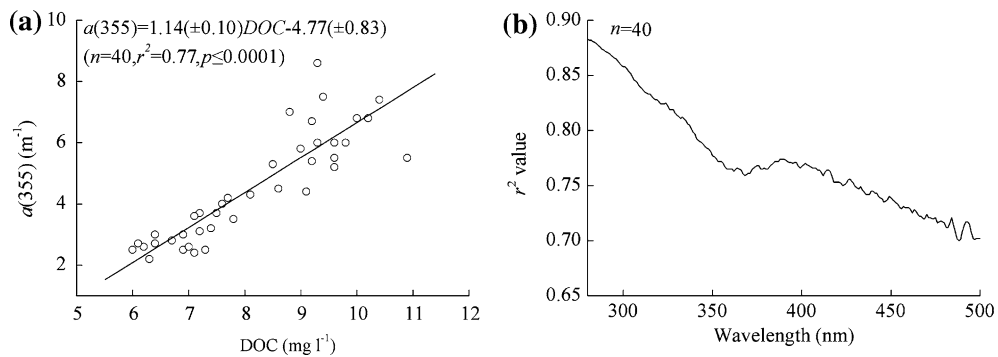 (a)
a(355)=1.14(±0.10)DOC-4.77(±0.83)
(n=40,r²=0.77,p≤0.0001)
10
8
6
4
2
a(355) (m⁻¹)
5 6 7 8 9 10 11 12
DOC (mg l⁻¹)
(b)
n=40
0.90
0.85
0.80
0.75
0.70
0.65
r² value
300 350 400 450 500
Wavelength (nm)